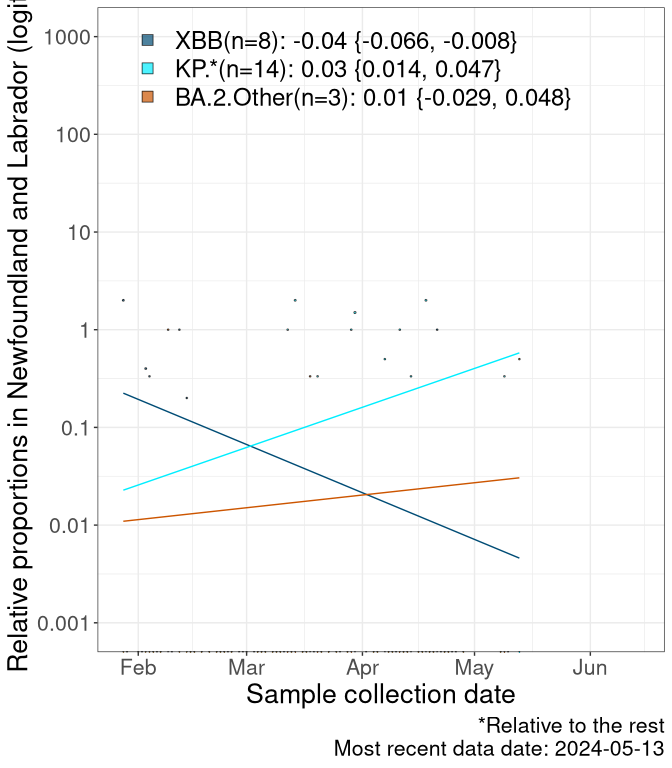 Relative proportions in Newfoundland and Labrador (logit
1000
100
10
1
0.1
0.01
0.001
XBB(n=8): -0.04 {-0.066, -0.008}
KP.*(n=14): 0.03 {0.014, 0.047}
BA.2.Other(n=3): 0.01 {-0.029, 0.048}
Feb Mar Apr May Jun
Sample collection date
*Relative to the rest
Most recent data date: 2024-05-13